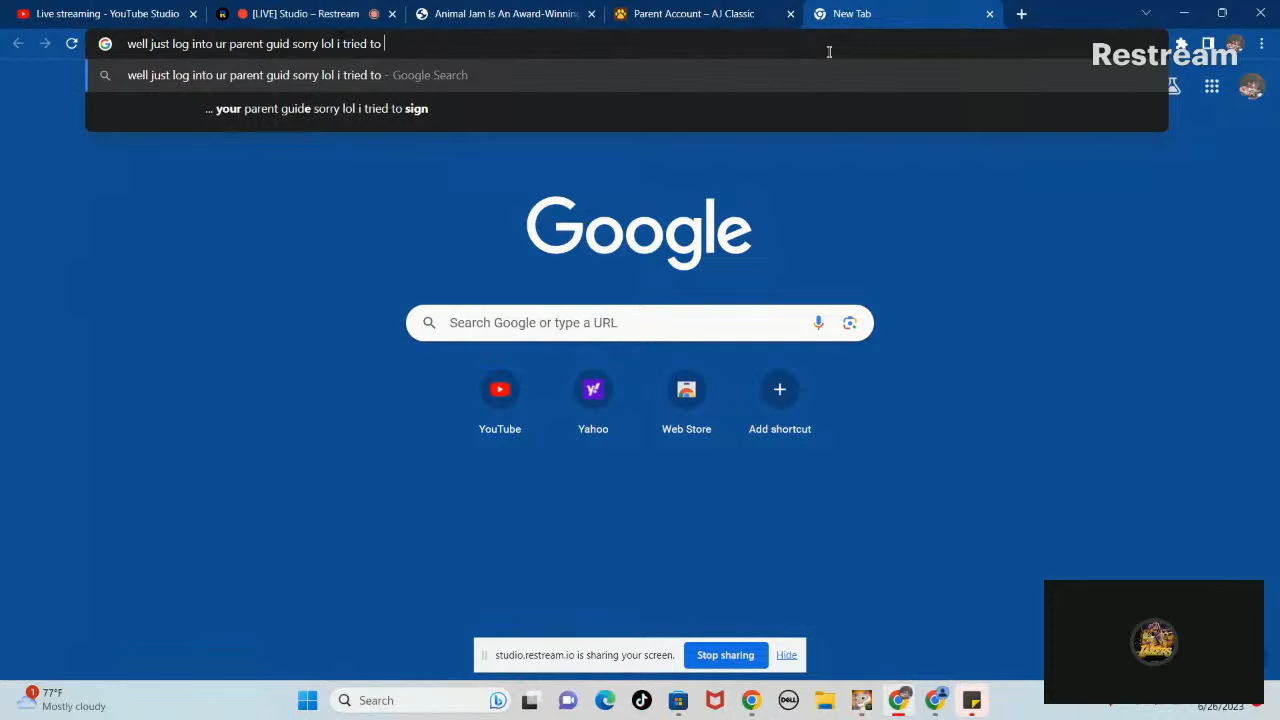 Live streaming - YouTube Studio
[LIVE] Studio – Restream
Animal Jam Is An Award-Winnin
Parent Account – AJ Classic
New Tab
well just log into ur parent guid sorry lol i tried to
Restream
well just log into ur parent guid sorry lol i tried to - Google Search
... your parent guide sorry lol i tried to sign
Google
Search Google or type a URL
YouTube
Yahoo
Web Store
Add shortcut
studio.restream.io is sharing your screen.
Stop sharing
Hide
LAKERS
1
77°F
Mostly cloudy
Search
DELL
6/26/2023